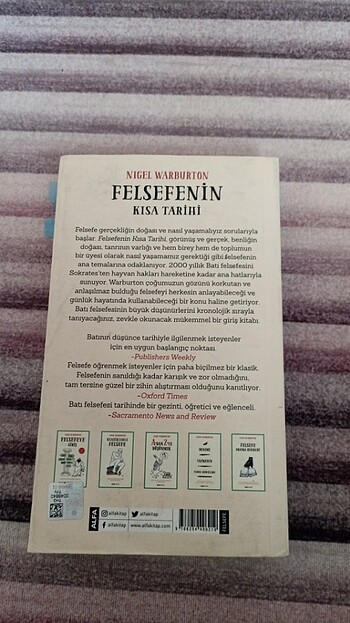 NIGEL WARBURTON
FELSEFENİN
KISA TARİHİ
Felsefe gerçekliğin doğası ve nasıl yaşamalıyız sorularıyla
başlar. Felsefenin Kısa Tarihi, görünüş ve gerçek, benliğin
doğası, tanrının varlığı ve hem birey hem de toplumun
bir üyesi olarak nasıl yaşamamız gerektiği gibi felsefenin
ana temalarına odaklanıyor. 2000 yıllık Batı felsefesini
Sokrates'ten hayvan hakları hareketine kadar ana hatlarıyla
sunuyor. Warburton çoğumuzun gözünü korkutan ve
anlaşılmaz bulduğu felsefeyi herkesin anlayabileceği ve
günlük hayatında kullanabileceği bir konu haline getiriyor.
Batı felsefesinin büyük düşünürlerini kronolojik sırayla
tanıyacağınız, zevkle okunacak mükemmel bir giriş kitabı.
Batının düşünce tarihiyle ilgilenmek isteyenler
için en uygun başlangıç noktası.
-Publishers Weekly
Felsefe öğrenmek isteyenler için paha biçilmez bir klasik.
Felsefenin sanıldığı kadar karışık ve zor olmadığını,
tam tersine güzel bir zihin alıştırması olduğunu kanıtlıyor.
-Oxford Times
Batı felsefesi tarihinde bir gezinti, öğretici ve eğlenceli.
-Sacramento News and Review
FELSEFEYE
GİRİŞ
A'dan Z'ye
DÜŞÜNMEK
FELSEFE
ALFA
alfakitap
alfakitap
alfakitap
www.alfakitap.com
FELSEFE